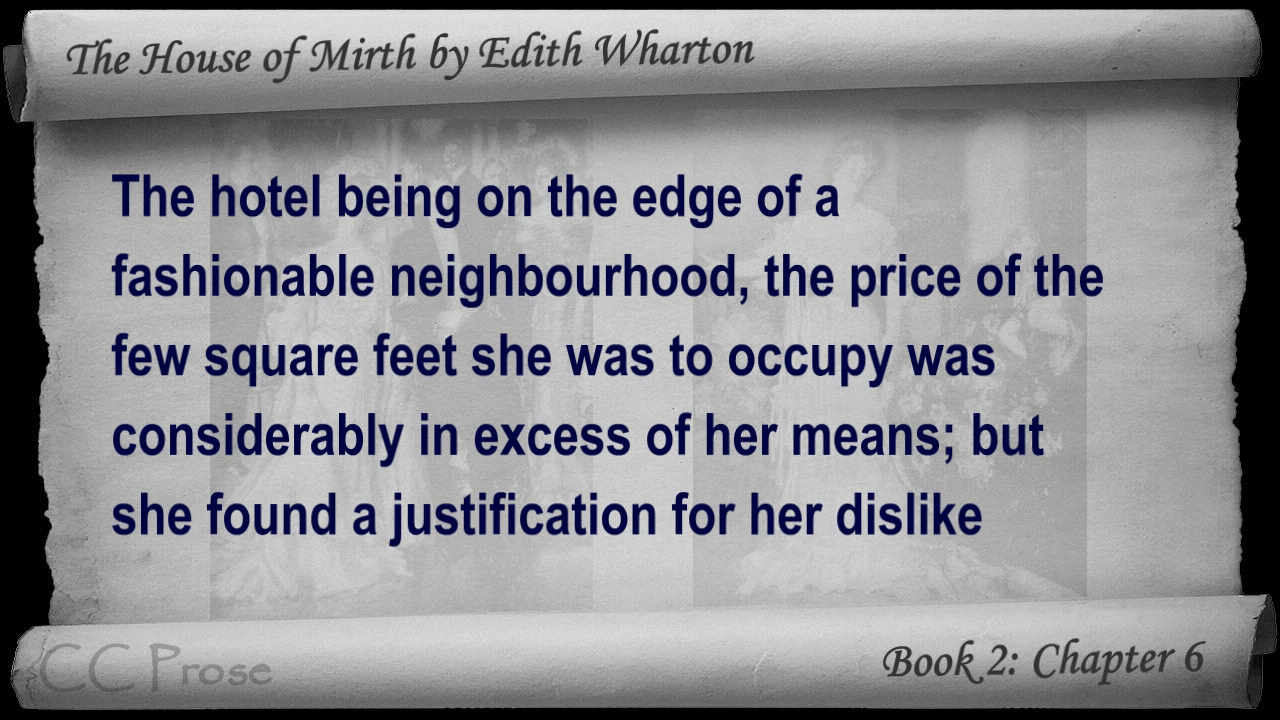 The House of Mirth by Edith Wharton
The hotel being on the edge of a
fashionable neighbourhood, the price of the
few square feet she was to occupy was
considerably in excess of her means; but
she found a justification for her dislike
CC Prose
Book 2: Chapter 6